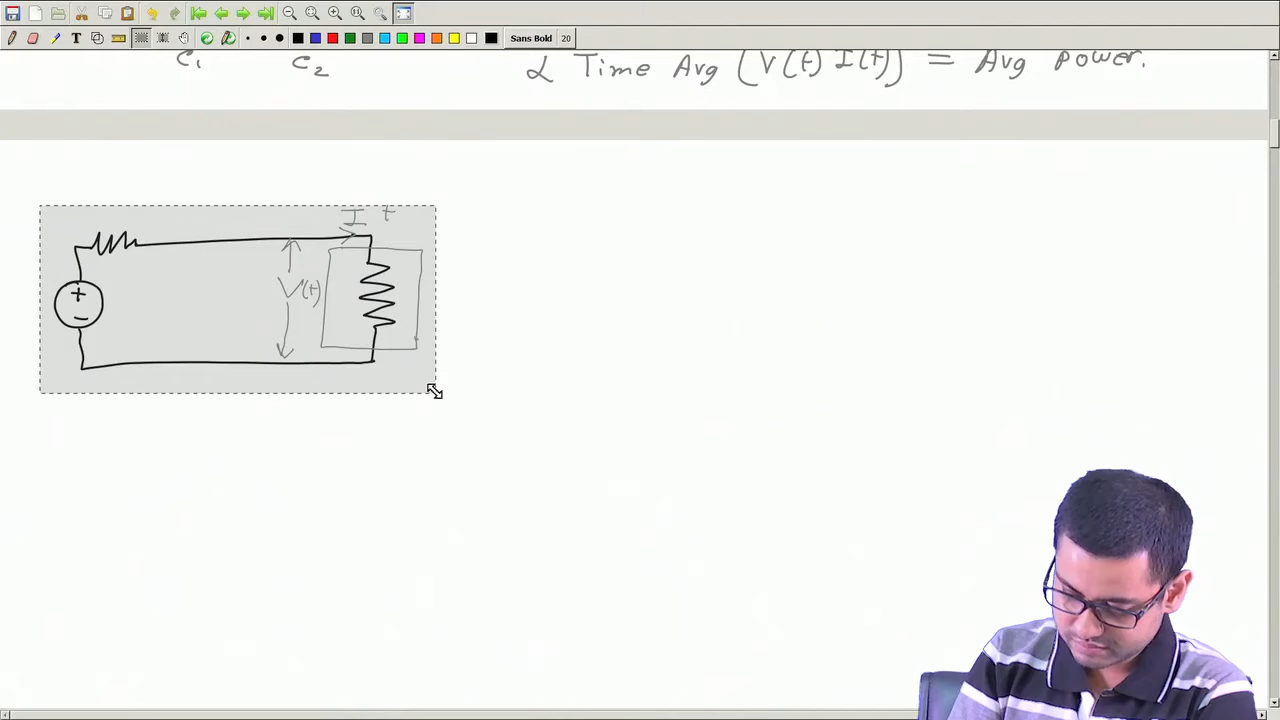 Sans Bold 20
C1 C2 α Time Avg (V(t) I(t)) = Avg power.
I t
+
V(t)
−